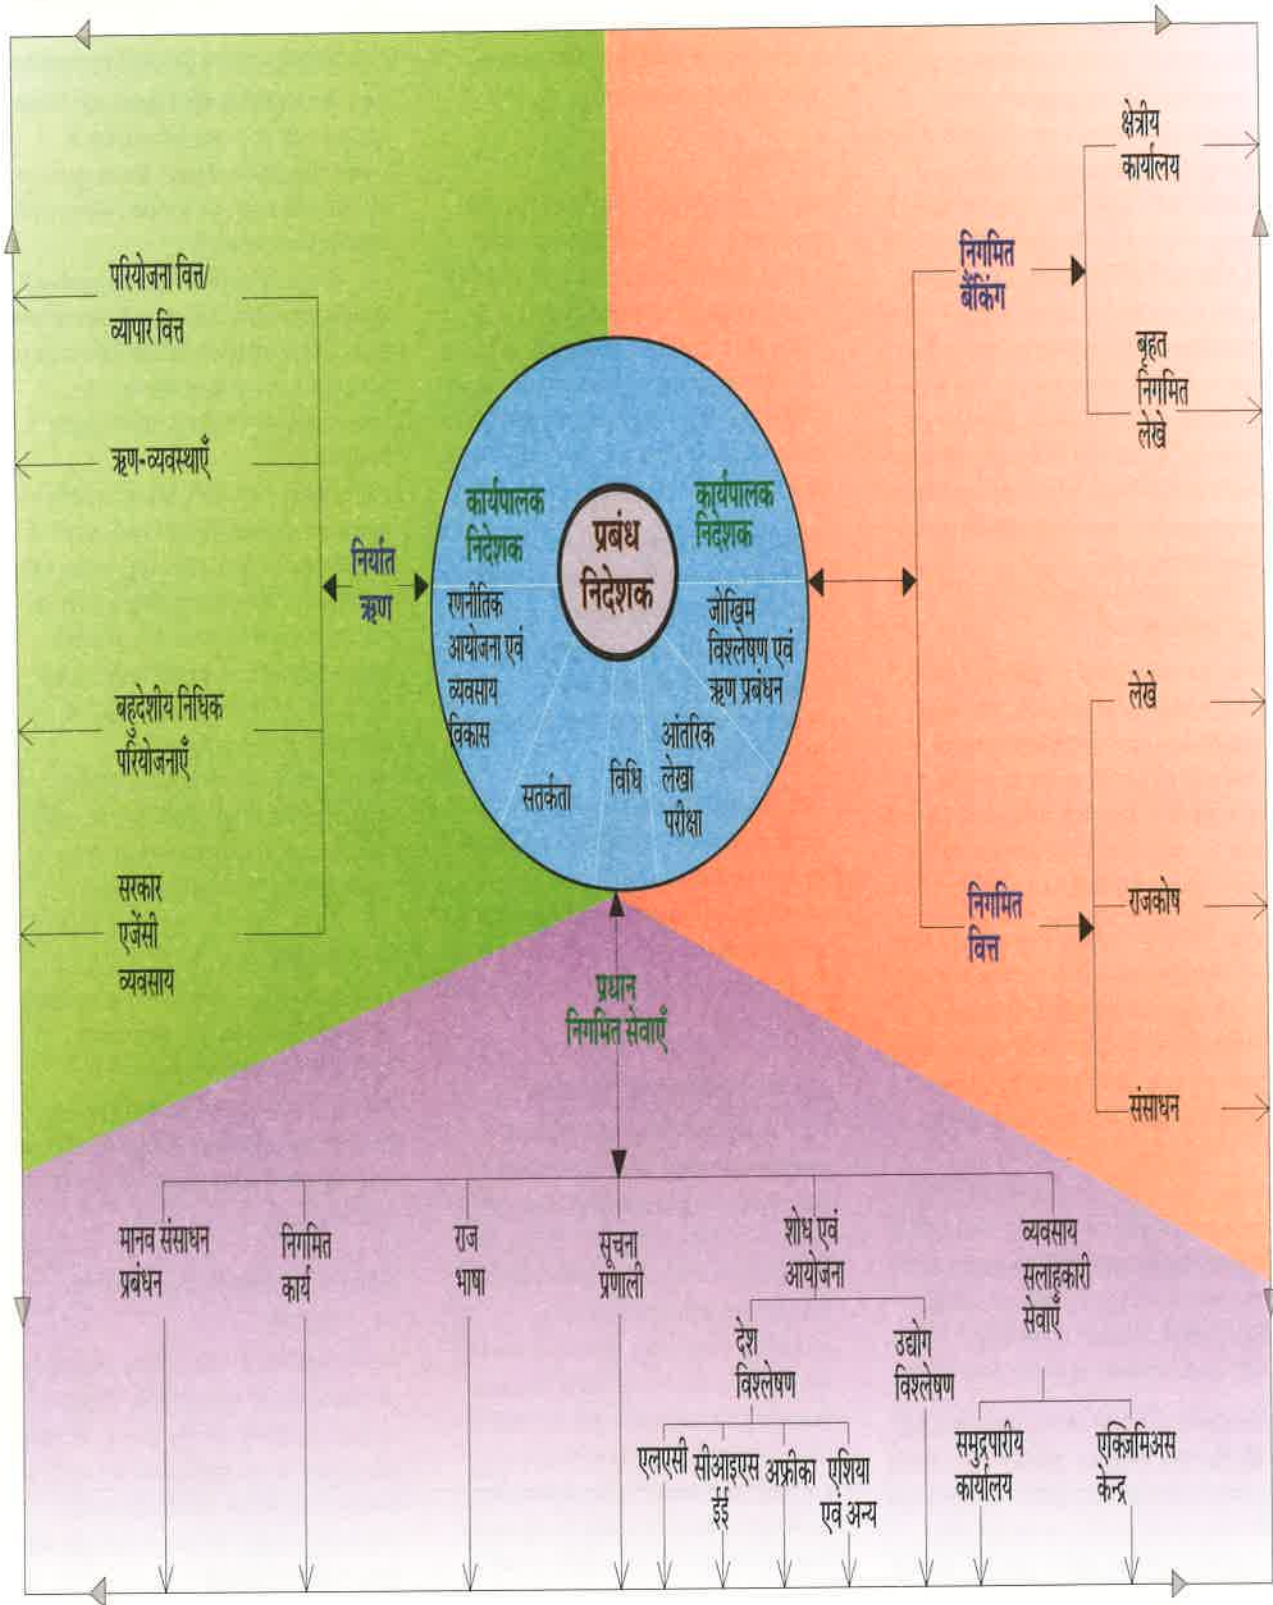 क्षेत्रीय
कार्यालय
निगमित
बैंकिंग
बृहत
निगमित
लेखे
परियोजना वित्त/
व्यापार वित्त
ऋण-व्यवस्थाएँ
निर्यात
ऋण
बहुदेशीय निधिक
परियोजनाएँ
सरकार
एजेंसी
व्यवसाय
कार्यपालक
निदेशक
प्रबंध
निदेशक
कार्यपालक
निदेशक
रणनीतिक
आयोजना एवं
व्यवसाय
विकास
जोखिम
विश्लेषण एवं
ऋण प्रबंधन
सतर्कता
विधि
आंतरिक
लेखा
परीक्षा
लेखे
निगमित
वित्त
राजकोष
संसाधन
प्रधान
निगमित सेवाएँ
मानव संसाधन
प्रबंधन
निगमित
कार्य
राज
भाषा
सूचना
प्रणाली
शोध एवं
आयोजना
व्यवसाय
सलाहकारी
सेवाएँ
देश
विश्लेषण
उद्योग
विश्लेषण
एलएसी
सीआइएस
ईई
अफ्रीका
एशिया
एवं अन्य
समुद्रपारीय
कार्यालय
एक्ज़िमिअस
केन्द्र